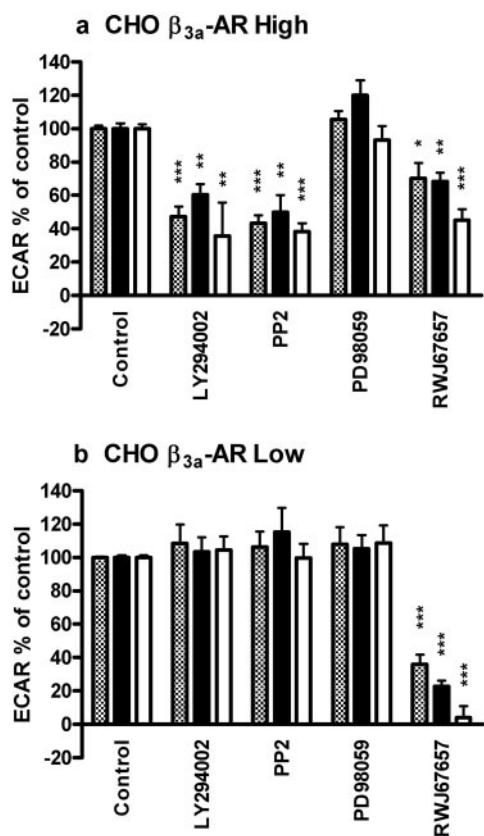 a CHO β3a-AR High
ECAR % of control
140
120
100
80
60
40
20
0
-20
***
**
**
***
**
***
*
**
***
Control
LY294002
PP2
PD98059
RWJ67657
b CHO β3a-AR Low
ECAR % of control
140
120
100
80
60
40
20
0
-20
***
***
***
Control
LY294002
PP2
PD98059
RWJ67657